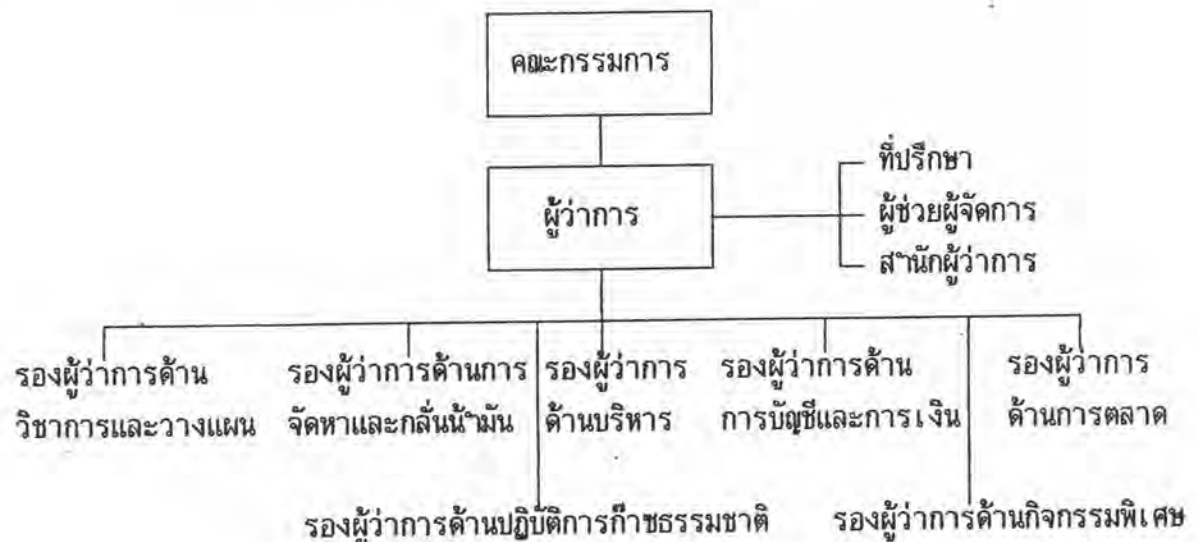 คณะกรรมการ
ที่ปรึกษา
ผู้ว่าการ
ผู้ช่วยผู้จัดการ
สำนักผู้ว่าการ
รองผู้ว่าการด้าน
วิชาการและวางแผน
รองผู้ว่าการด้านการ
จัดหาและกลั่นน้ำมัน
รองผู้ว่าการ
ด้านบริหาร
รองผู้ว่าการด้าน
การบัญชีและการเงิน
รองผู้ว่าการ
ด้านการตลาด
รองผู้ว่าการด้านปฏิบัติการก๊าซธรรมชาติ
รองผู้ว่าการด้านกิจกรรมพิเศษ